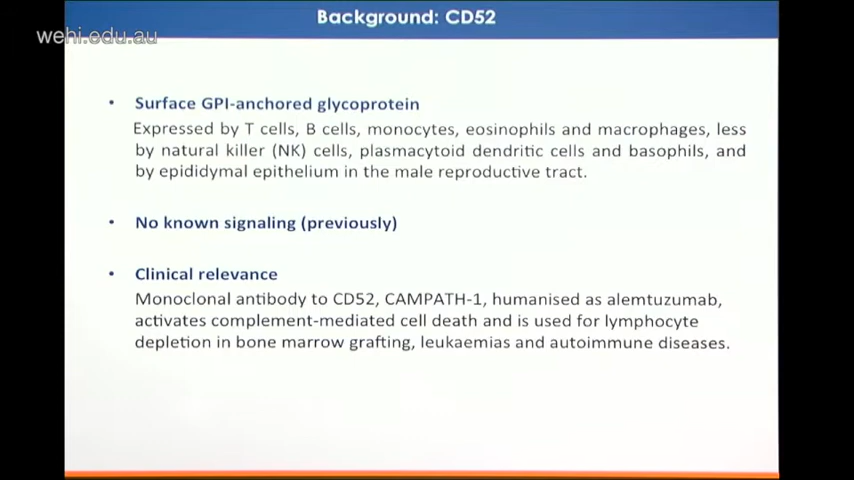 Background: CD52
wehi.edu.au
• Surface GPI-anchored glycoprotein
Expressed by T cells, B cells, monocytes, eosinophils and macrophages, less
by natural killer (NK) cells, plasmacytoid dendritic cells and basophils, and
by epididymal epithelium in the male reproductive tract.
• No known signaling (previously)
• Clinical relevance
Monoclonal antibody to CD52, CAMPATH-1, humanised as alemtuzumab,
activates complement-mediated cell death and is used for lymphocyte
depletion in bone marrow grafting, leukaemias and autoimmune diseases.